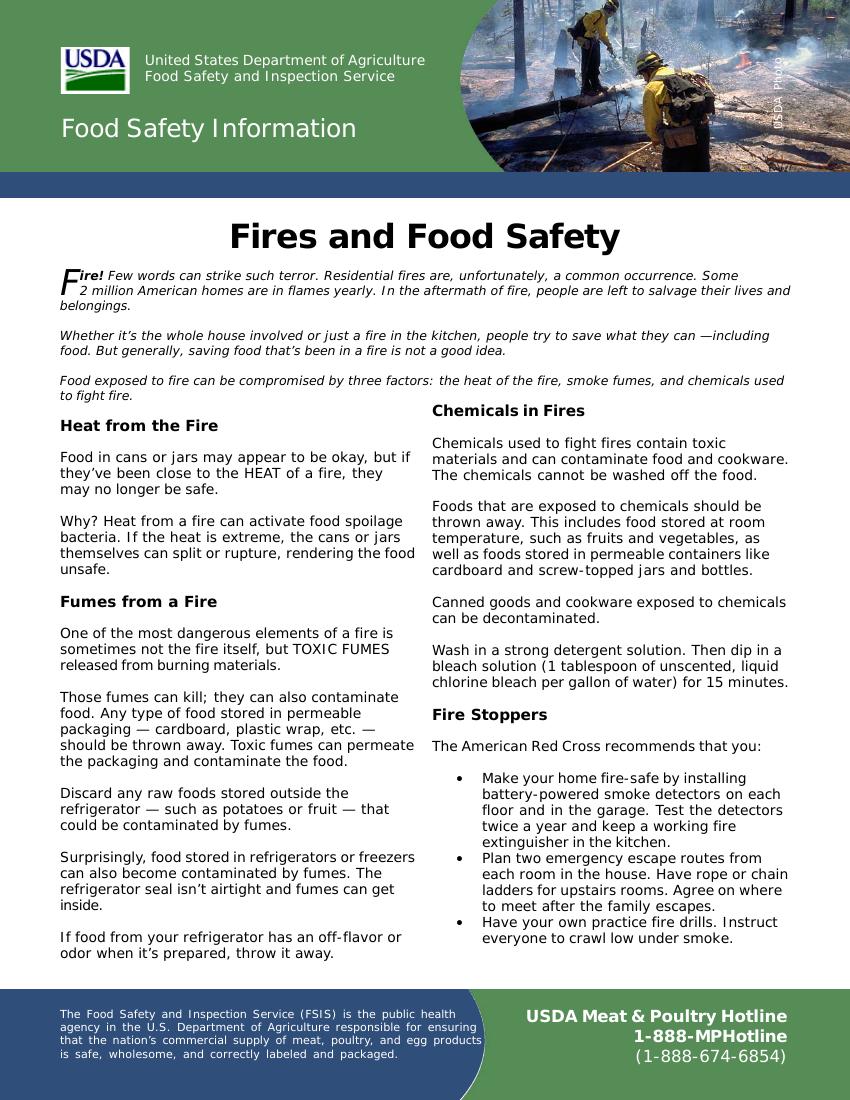 USDA
United States Department of Agriculture
Food Safety and Inspection Service
Food Safety Information
USDA Photo
Fires and Food Safety
Fire! Few words can strike such terror. Residential fires are, unfortunately, a common occurrence. Some
2 million American homes are in flames yearly. In the aftermath of fire, people are left to salvage their lives and
belongings.
Whether it’s the whole house involved or just a fire in the kitchen, people try to save what they can —including
food. But generally, saving food that’s been in a fire is not a good idea.
Food exposed to fire can be compromised by three factors: the heat of the fire, smoke fumes, and chemicals used
to fight fire.
Heat from the Fire
Food in cans or jars may appear to be okay, but if
they’ve been close to the HEAT of a fire, they
may no longer be safe.
Why? Heat from a fire can activate food spoilage
bacteria. If the heat is extreme, the cans or jars
themselves can split or rupture, rendering the food
unsafe.
Fumes from a Fire
One of the most dangerous elements of a fire is
sometimes not the fire itself, but TOXIC FUMES
released from burning materials.
Those fumes can kill; they can also contaminate
food. Any type of food stored in permeable
packaging — cardboard, plastic wrap, etc. —
should be thrown away. Toxic fumes can permeate
the packaging and contaminate the food.
Discard any raw foods stored outside the
refrigerator — such as potatoes or fruit — that
could be contaminated by fumes.
Surprisingly, food stored in refrigerators or freezers
can also become contaminated by fumes. The
refrigerator seal isn’t airtight and fumes can get
inside.
If food from your refrigerator has an off-flavor or
odor when it’s prepared, throw it away.
Chemicals in Fires
Chemicals used to fight fires contain toxic
materials and can contaminate food and cookware.
The chemicals cannot be washed off the food.
Foods that are exposed to chemicals should be
thrown away. This includes food stored at room
temperature, such as fruits and vegetables, as
well as foods stored in permeable containers like
cardboard and screw-topped jars and bottles.
Canned goods and cookware exposed to chemicals
can be decontaminated.
Wash in a strong detergent solution. Then dip in a
bleach solution (1 tablespoon of unscented, liquid
chlorine bleach per gallon of water) for 15 minutes.
Fire Stoppers
The American Red Cross recommends that you:
• Make your home fire-safe by installing
battery-powered smoke detectors on each
floor and in the garage. Test the detectors
twice a year and keep a working fire
extinguisher in the kitchen.
• Plan two emergency escape routes from
each room in the house. Have rope or chain
ladders for upstairs rooms. Agree on where
to meet after the family escapes.
• Have your own practice fire drills. Instruct
everyone to crawl low under smoke.
The Food Safety and Inspection Service (FSIS) is the public health
agency in the U.S. Department of Agriculture responsible for ensuring
that the nation’s commercial supply of meat, poultry, and egg products
is safe, wholesome, and correctly labeled and packaged.
USDA Meat & Poultry Hotline
1-888-MPHotline
(1-888-674-6854)